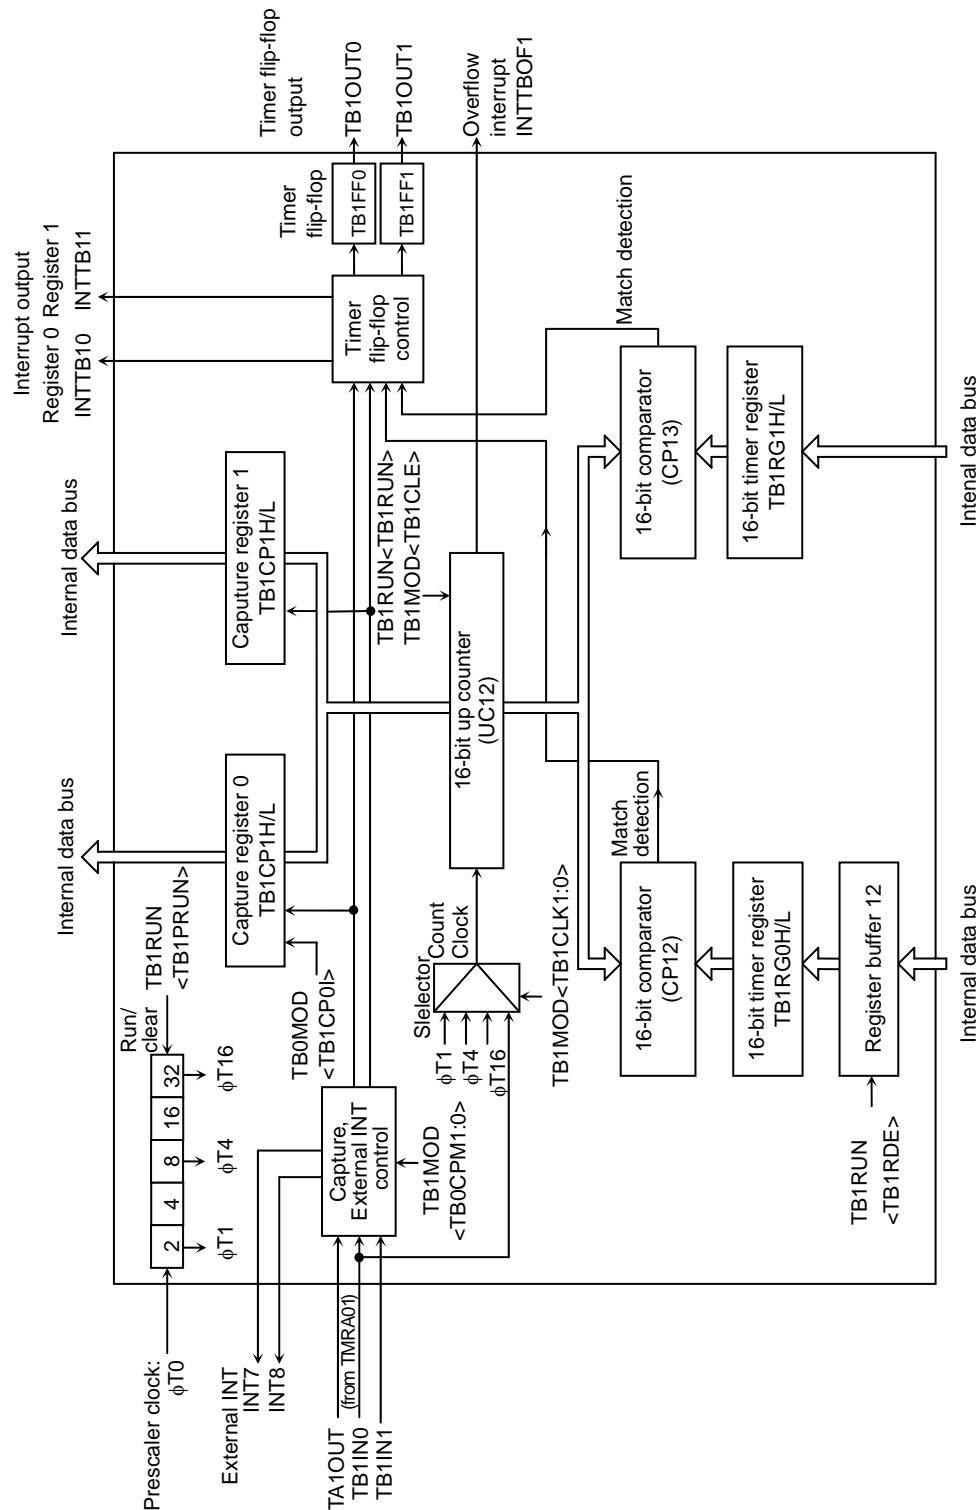 Prescaler clock:
φT0
2
4
8
16
32
φT1
φT4
φT16
Run/
clear
TB1RUN
<TB1PRUN>
External INT
INT7
INT8
TA1OUT
(from TMRA01)
TB1IN0
TB1IN1
Capture,
External INT
control
TB1MOD
<TB0CPM1:0>
TB0MOD
<TB1CP0I>
Internal data bus
Capture register 0
TB1CP1H/L
Internal data bus
Caputure register 1
TB1CP1H/L
Slelector
φT1
φT4
φT16
Count
Clock
TB1MOD<TB1CLK1:0>
16-bit up counter
(UC12)
TB1RUN<TB1RUN>
TB1MOD<TB1CLE>
Interrupt output
Register 0 Register 1
INTTB10
INTTB11
Timer
flip-flop
control
Timer
flip-flop
TB1FF0
TB1FF1
Timer flip-flop
output
TB1OUT0
TB1OUT1
Overflow
interrupt
INTTBOF1
Match
detection
16-bit comparator
(CP12)
16-bit timer register
TB1RG0H/L
Register buffer 12
TB1RUN
<TB1RDE>
Internal data bus
Match detection
16-bit comparator
(CP13)
16-bit timer register
TB1RG1H/L
Intenal data bus